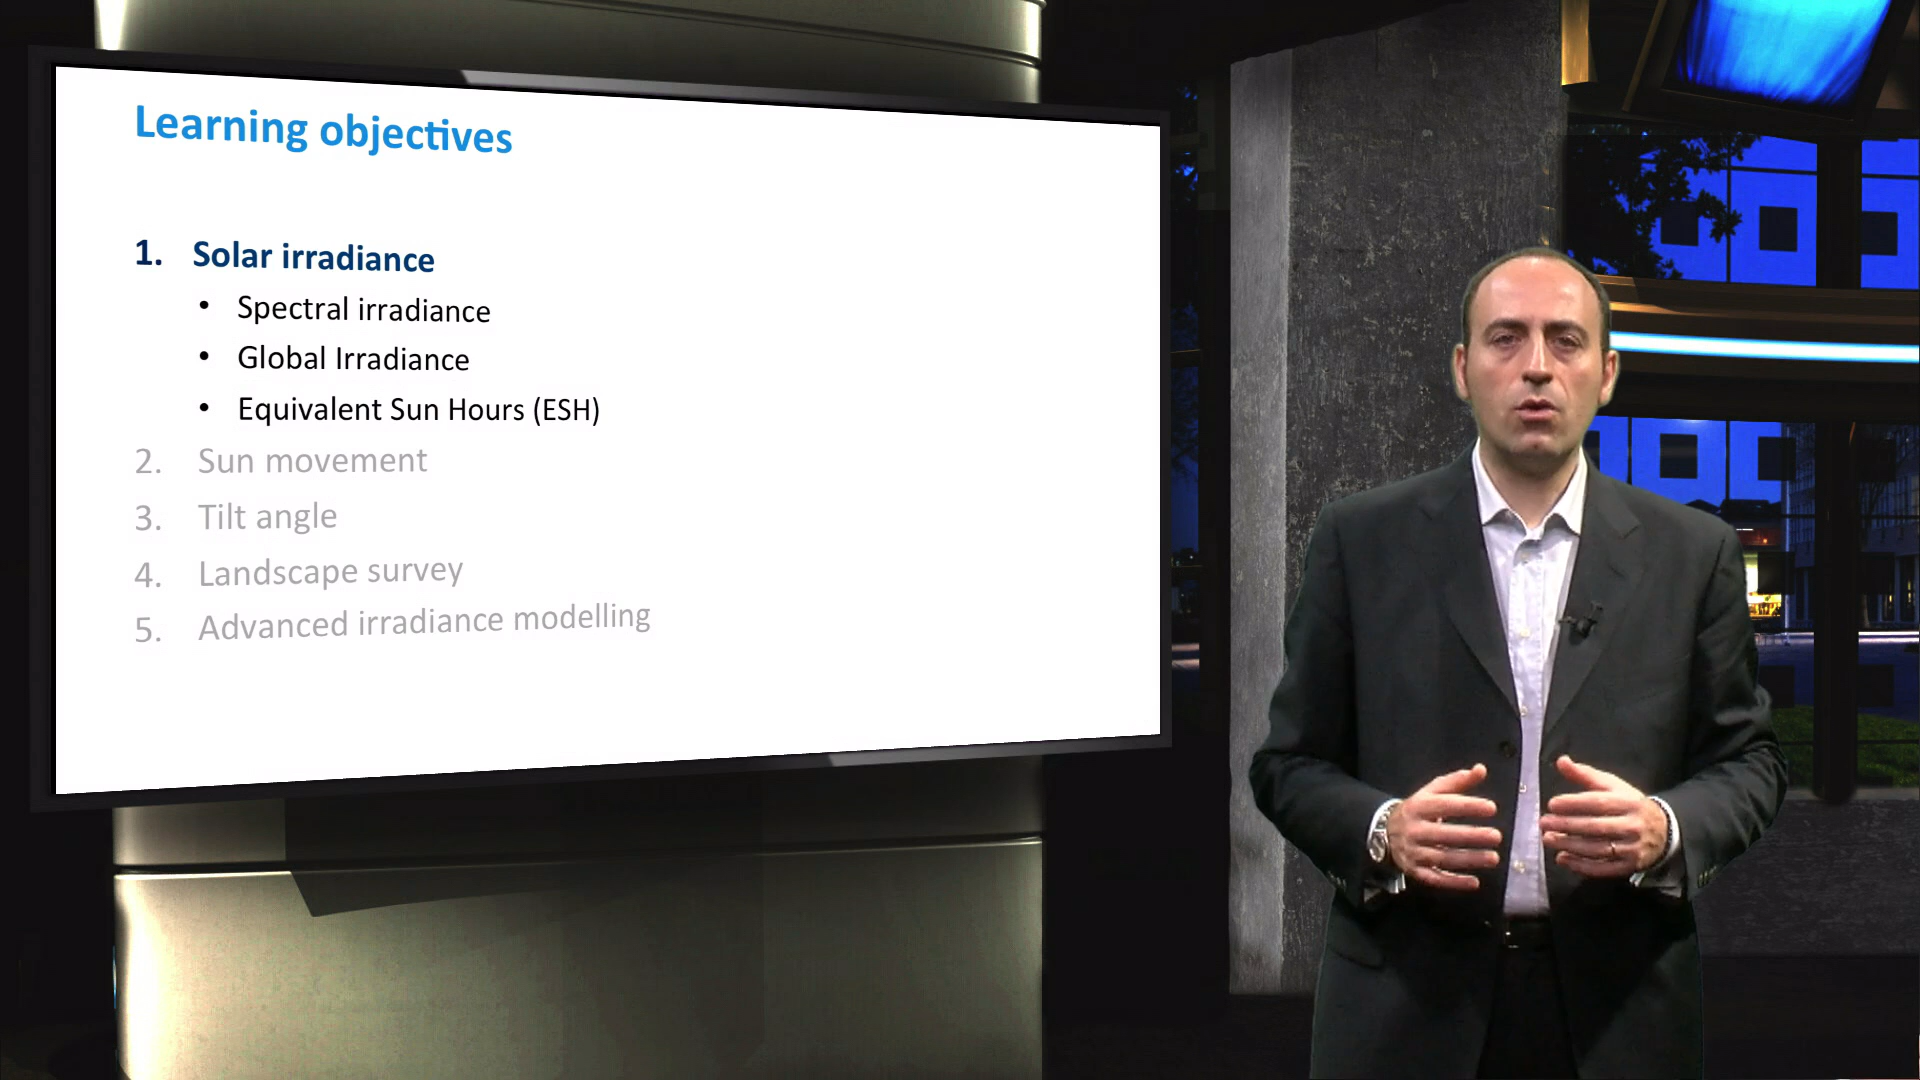 Learning objectives
1. Solar irradiance
• Spectral irradiance
• Global Irradiance
• Equivalent Sun Hours (ESH)
2. Sun movement
3. Tilt angle
4. Landscape survey
5. Advanced irradiance modelling